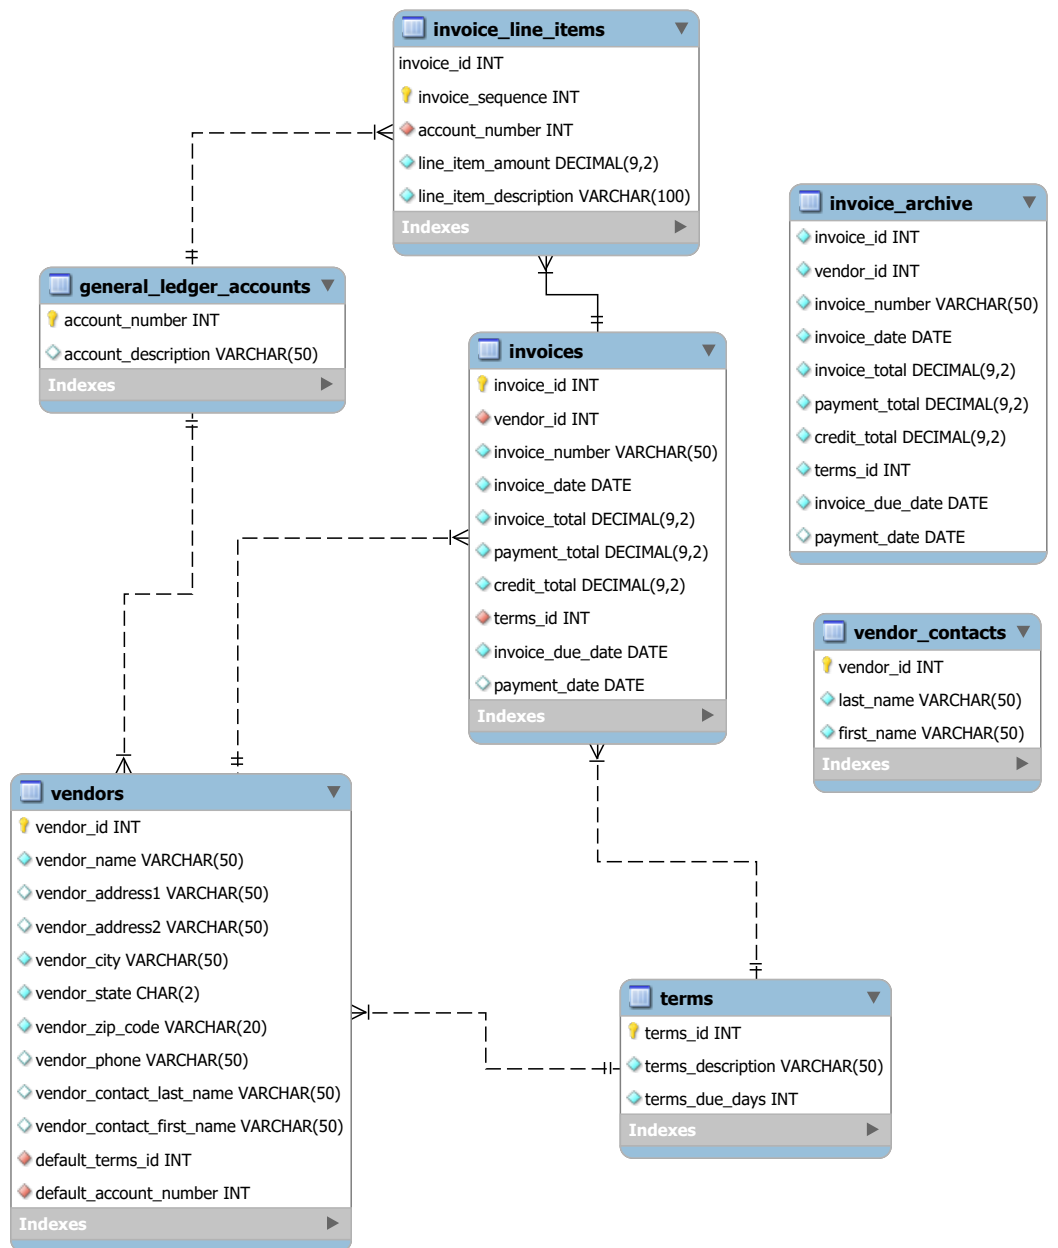 invoice_line_items
invoice_id INT
invoice_sequence INT
account_number INT
line_item_amount DECIMAL(9,2)
line_item_description VARCHAR(100)
Indexes
invoice_archive
invoice_id INT
vendor_id INT
invoice_number VARCHAR(50)
invoice_date DATE
invoice_total DECIMAL(9,2)
payment_total DECIMAL(9,2)
credit_total DECIMAL(9,2)
terms_id INT
invoice_due_date DATE
payment_date DATE
general_ledger_accounts
account_number INT
account_description VARCHAR(50)
Indexes
invoices
invoice_id INT
vendor_id INT
invoice_number VARCHAR(50)
invoice_date DATE
invoice_total DECIMAL(9,2)
payment_total DECIMAL(9,2)
credit_total DECIMAL(9,2)
terms_id INT
invoice_due_date DATE
payment_date DATE
Indexes
vendor_contacts
vendor_id INT
last_name VARCHAR(50)
first_name VARCHAR(50)
Indexes
vendors
vendor_id INT
vendor_name VARCHAR(50)
vendor_address1 VARCHAR(50)
vendor_address2 VARCHAR(50)
vendor_city VARCHAR(50)
vendor_state CHAR(2)
vendor_zip_code VARCHAR(20)
vendor_phone VARCHAR(50)
vendor_contact_last_name VARCHAR(50)
vendor_contact_first_name VARCHAR(50)
default_terms_id INT
default_account_number INT
Indexes
terms
terms_id INT
terms_description VARCHAR(50)
terms_due_days INT
Indexes